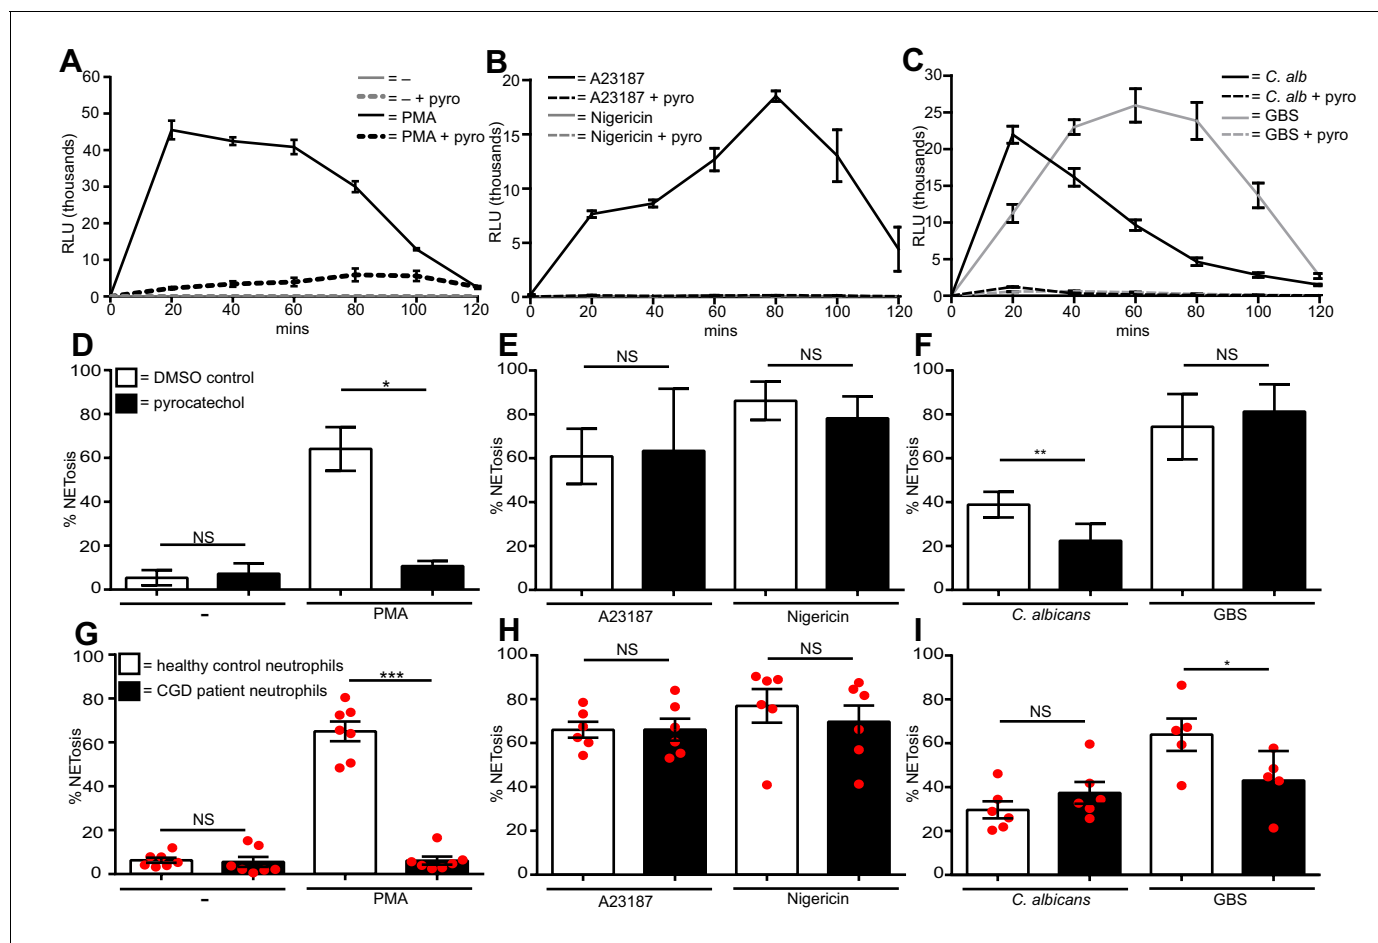 A
RLU (thousands)
60
50
40
30
20
10
0
0 20 40 60 80 100 120
mins
= –
= – + pyro
= PMA
= PMA + pyro
B
RLU (thousands)
20
15
10
5
0
0 20 40 60 80 100 120
mins
= A23187
= A23187 + pyro
= Nigericin
= Nigericin + pyro
C
RLU (thousands)
30
25
20
15
10
5
0
0 20 40 60 80 100 120
mins
= C. alb
= C. alb + pyro
= GBS
= GBS + pyro
D
% NETosis
100
80
60
40
20
0
= DMSO control
= pyrocatechol
NS
*
– PMA
E
% NETosis
100
80
60
40
20
0
NS
NS
A23187 Nigericin
F
% NETosis
100
80
60
40
20
0
**
NS
C. albicans GBS
G
% NETosis
100
80
60
40
20
0
= healthy control neutrophils
= CGD patient neutrophils
NS
***
– PMA
H
% NETosis
100
80
60
40
20
0
NS
NS
A23187 Nigericin
I
% NETosis
100
80
60
40
20
0
NS
*
C. albicans GBS